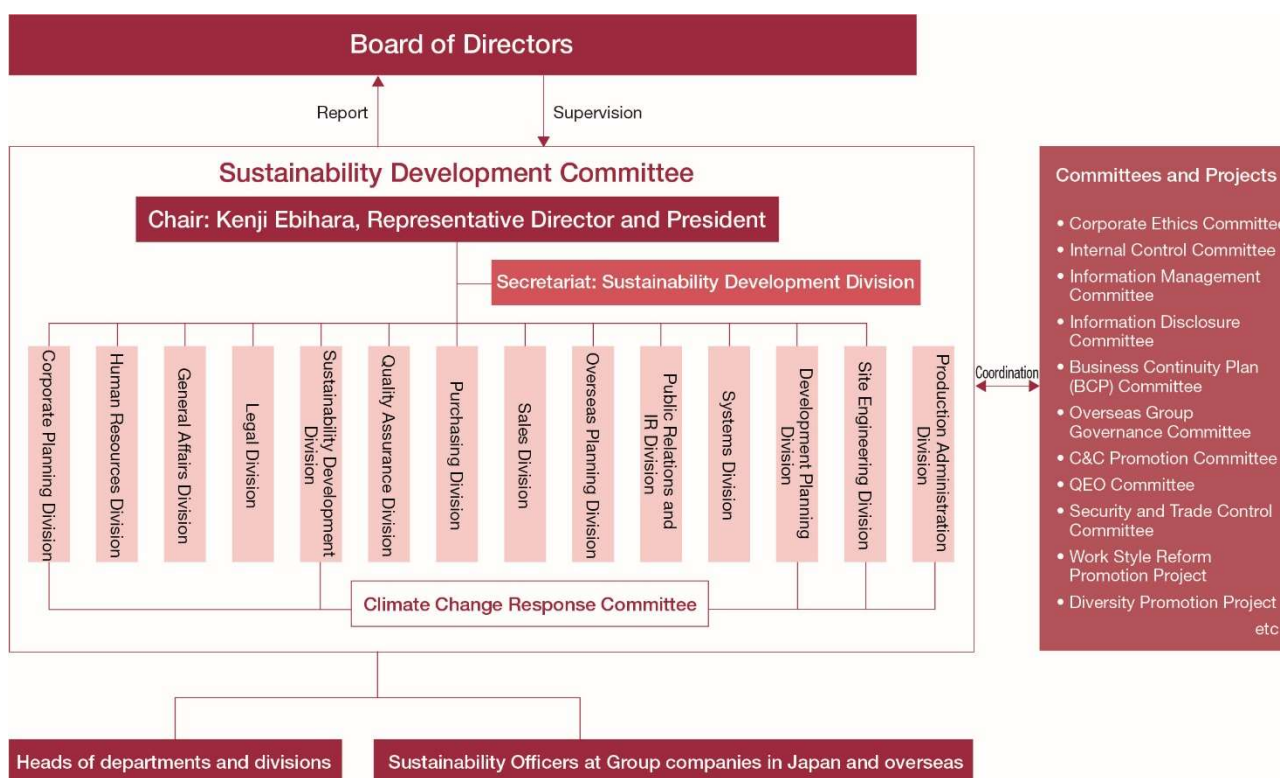 Board of Directors
Report
Supervision
Sustainability Development Committee
Chair: Kenji Ebihara, Representative Director and President
Secretariat: Sustainability Development Division
Corporate Planning Division
Human Resources Division
General Affairs Division
Legal Division
Sustainability Development
Division
Quality Assurance Division
Purchasing Division
Sales Division
Overseas Planning Division
Public Relations and
IR Division
Systems Division
Development Planning
Division
Site Engineering Division
Production Administration
Division
Climate Change Response Committee
Coordination
Committees and Projects
• Corporate Ethics Committee
• Internal Control Committee
• Information Management
Committee
• Information Disclosure
Committee
• Business Continuity Plan
(BCP) Committee
• Overseas Group
Governance Committee
• C&C Promotion Committee
• QEO Committee
• Security and Trade Control
Committee
• Work Style Reform
Promotion Project
• Diversity Promotion Project
etc
Heads of departments and divisions
Sustainability Officers at Group companies in Japan and overseas